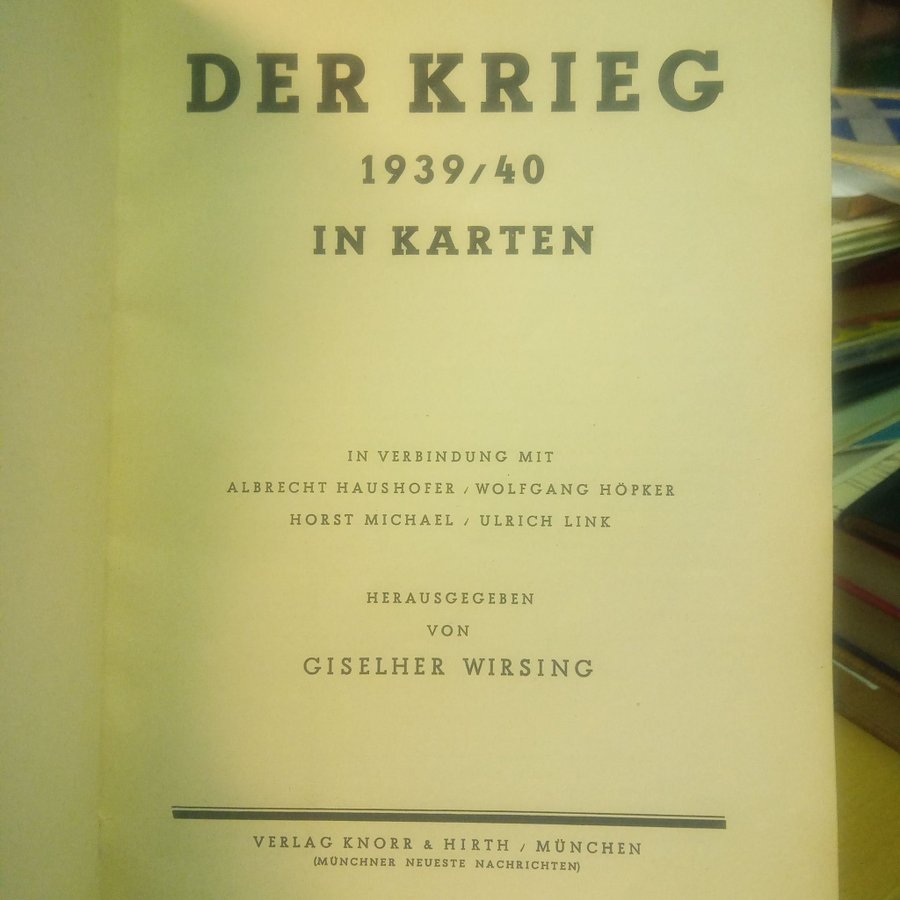 DER KRIEG
1939/40
IN KARTEN
IN VERBINDUNG MIT
ALBRECHT HAUSHOFER / WOLFGANG HÖPKER
HORST MICHAEL / ULRICH LINK
HERAUSGEGEBEN
VON
GISELHER WIRSING
VERLAG KNORR & HIRTH / MÜNCHEN
(MÜNCHNER NEUESTE NACHRICHTEN)